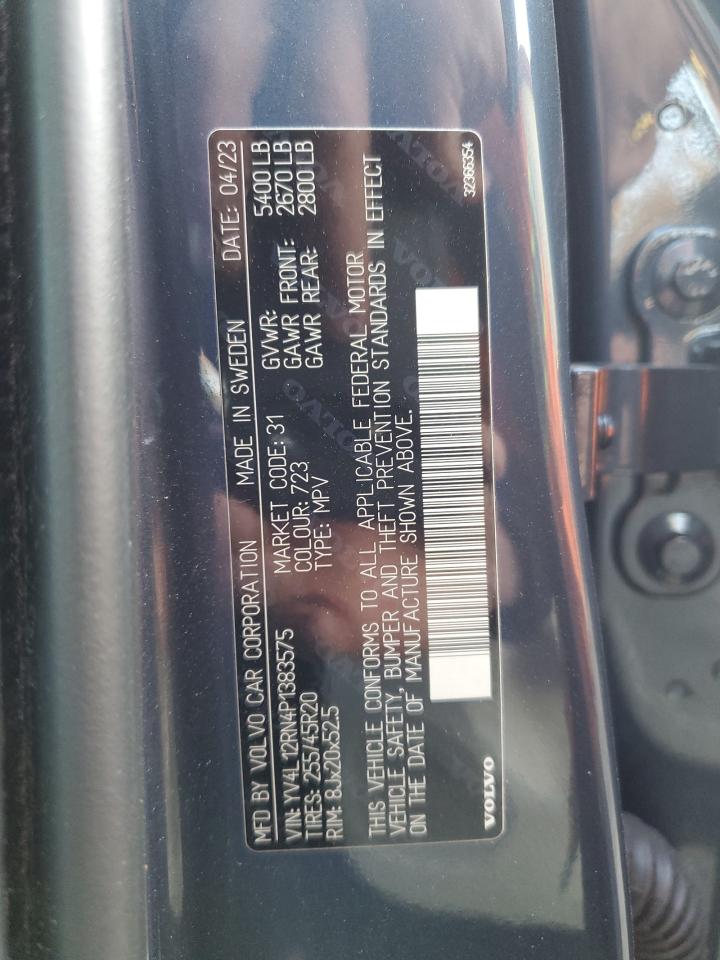 MFD BY VOLVO CAR CORPORATION MADE IN SWEDEN DATE: 04/23
VIN: YV4L12RN4P1383575 MARKET CODE: 31 GVWR: 5400 LB
TIRES: 255/45R20 COLOUR: 723 GAWR FRONT: 2670 LB
RIM: 8Jx20x52.5 TYPE: MPV GAWR REAR: 2800 LB
THIS VEHICLE CONFORMS TO ALL APPLICABLE FEDERAL MOTOR
VEHICLE SAFETY, BUMPER AND THEFT PREVENTION STANDARDS IN EFFECT
ON THE DATE OF MANUFACTURE SHOWN ABOVE.
VOLVO 32366354